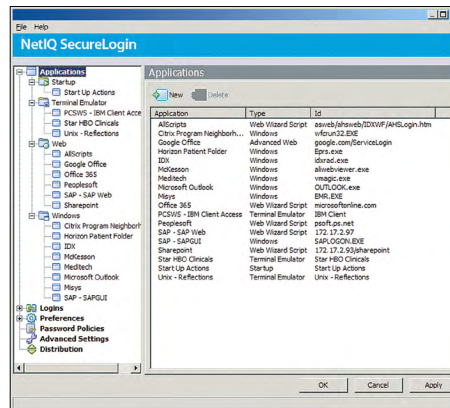 File Help
NetIQ SecureLogin
Applications
Startup
Start Up Actions
Terminal Emulator
PCSWS - IBM Client Acce
Star HBO Clinicals
Unix - Reflections
Web
AllScripts
Google Office
Office 365
Peoplesoft
SAP - SAP Web
Sharepoint
Windows
Citrix Program Neighborh
Horizon Patient Folder
IDX
McKesson
Meditech
Microsoft Outlook
Misys
SAP - SAPGUI
Logins
Preferences
Password Policies
Advanced Settings
Distribution
Applications
New Delete
Application Type Id
AllScripts Web Wizard Script asweb/ahsweb/IDXWF/AHSLogin.htm
Citrix Program Neighborh... Windows wfcrun32.EXE
Google Office Advanced Web google.com/ServiceLogin
Horizon Patient Folder Windows Eprs.exe
IDX Windows idxrad.exe
McKesson Windows aliwebviewer.exe
Meditech Windows vmagic.exe
Microsoft Outlook Windows OUTLOOK.exe
Misys Windows EMR.EXE
Office 365 Web Wizard Script microsoftonline.com
PCSWS - IBM Client Access Terminal Emulator IBM Client
Peoplesoft Web Wizard Script psoft.ps.net
SAP - SAP Web Web Wizard Script 172.17.2.97
SAP - SAPGUI Windows SAPLOGON.EXE
Sharepoint Web Wizard Script 172.17.2.93/sharepoint
Star HBO Clinicals Terminal Emulator Star HBO Clinicals
Start Up Actions Startup Start Up Actions
Unix - Reflections Terminal Emulator Unix - Reflections
OK Cancel Apply